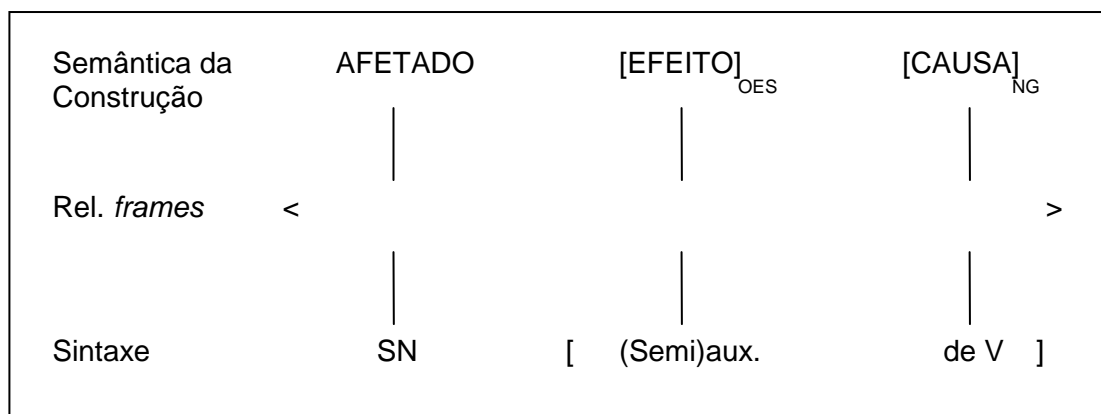 Semântica da Construção AFETADO [EFEITO]OES [CAUSA]NG
Rel. frames < >
Sintaxe SN [ (Semi)aux. de V ]